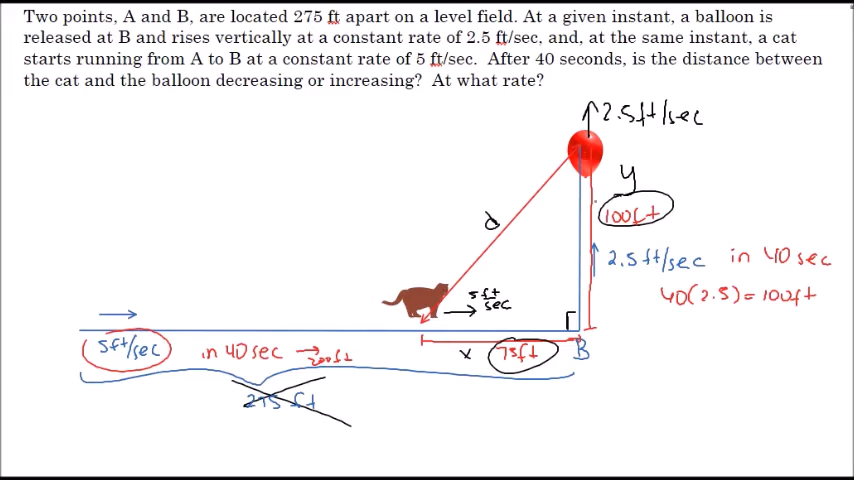 Two points, A and B, are located 275 ft apart on a level field. At a given instant, a balloon is
released at B and rises vertically at a constant rate of 2.5 ft/sec, and, at the same instant, a cat
starts running from A to B at a constant rate of 5 ft/sec. After 40 seconds, is the distance between
the cat and the balloon decreasing or increasing? At what rate?
2.5ft/sec
y
100ft
d
2.5ft/sec in 40 sec
40(2.5)=100ft
5ft
sec
5ft/sec in 40sec → 200ft
x 75ft B
275 ft